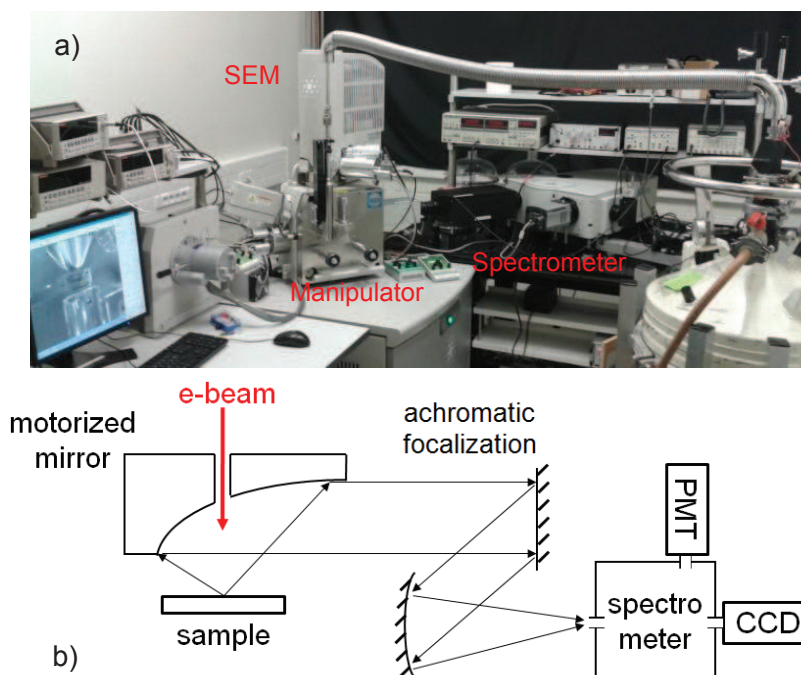 a)
SEM
Spectrometer
Manipulator
e-beam
motorized
mirror
achromatic
focalization
PMT
spectro
meter
CCD
sample
b)